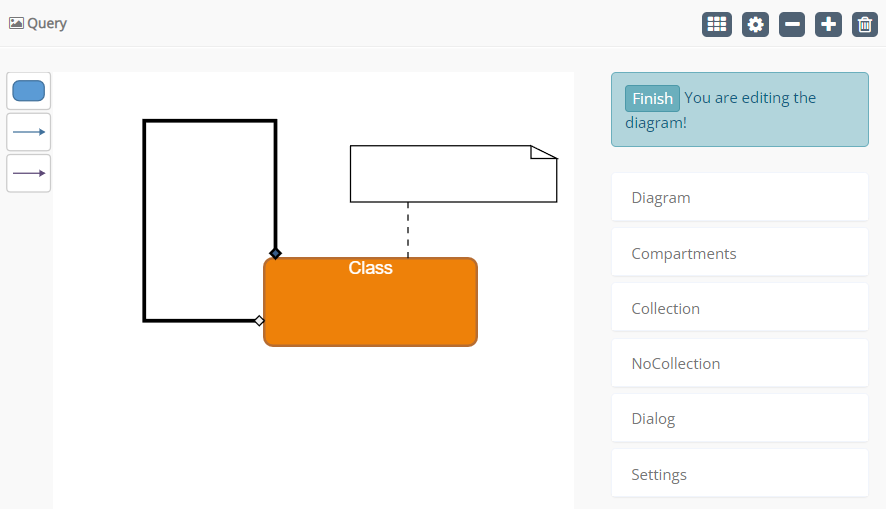 Query
Finish You are editing the
diagram!
Class
Diagram
Compartments
Collection
NoCollection
Dialog
Settings